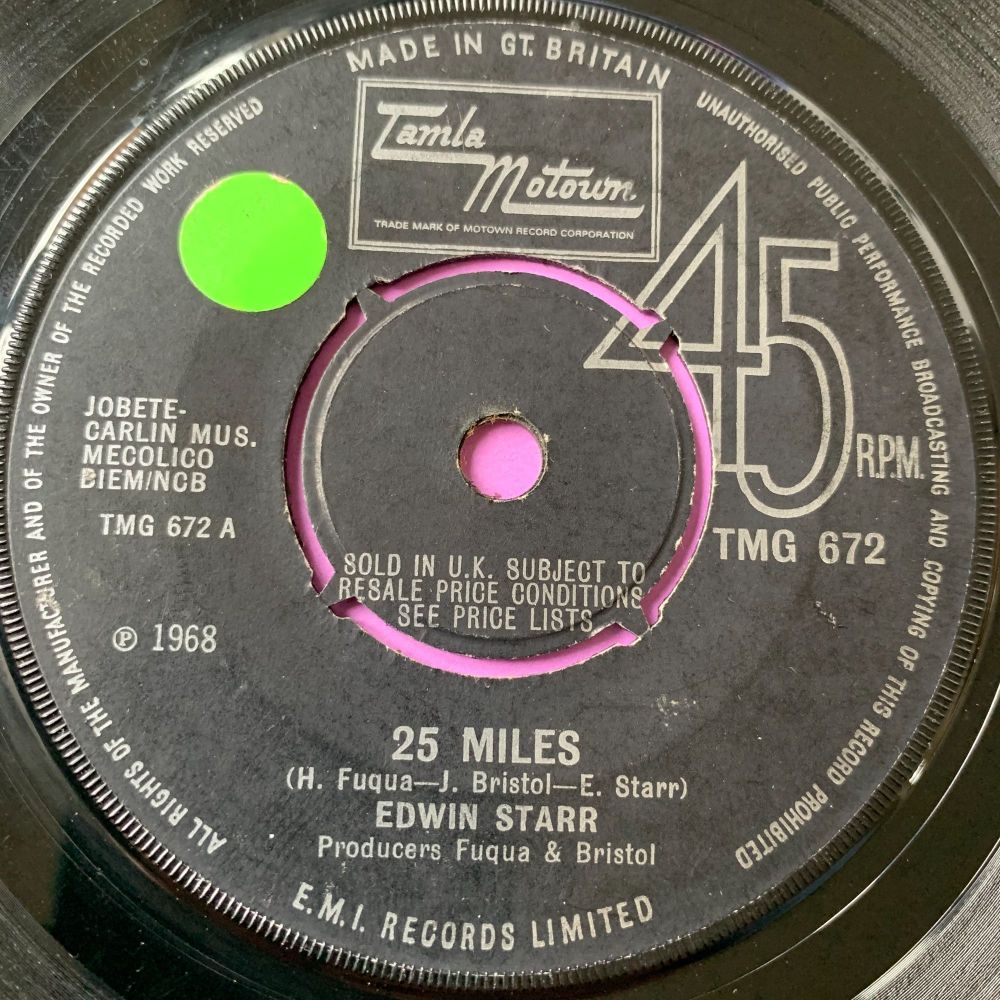 MADE IN GT. BRITAIN
UNAUTHORISED PUBLIC PERFORMANCE BROADCASTING AND COPYING OF THIS RECORD PROHIBITED
ALL RIGHTS OF THE MANUFACTURER AND OF THE OWNER OF THE RECORDED WORK RESERVED
Tamla
Motown
TRADE MARK OF MOTOWN RECORD CORPORATION
45
R.P.M.
JOBETE-
CARLIN MUS.
MECOLICO
BIEM/NCB
TMG 672 A
TMG 672
℗ 1968
SOLD IN U.K. SUBJECT TO
RESALE PRICE CONDITIONS
SEE PRICE LISTS
25 MILES
(H. Fuqua—J. Bristol—E. Starr)
EDWIN STARR
Producers Fuqua & Bristol
E.M.I. RECORDS LIMITED